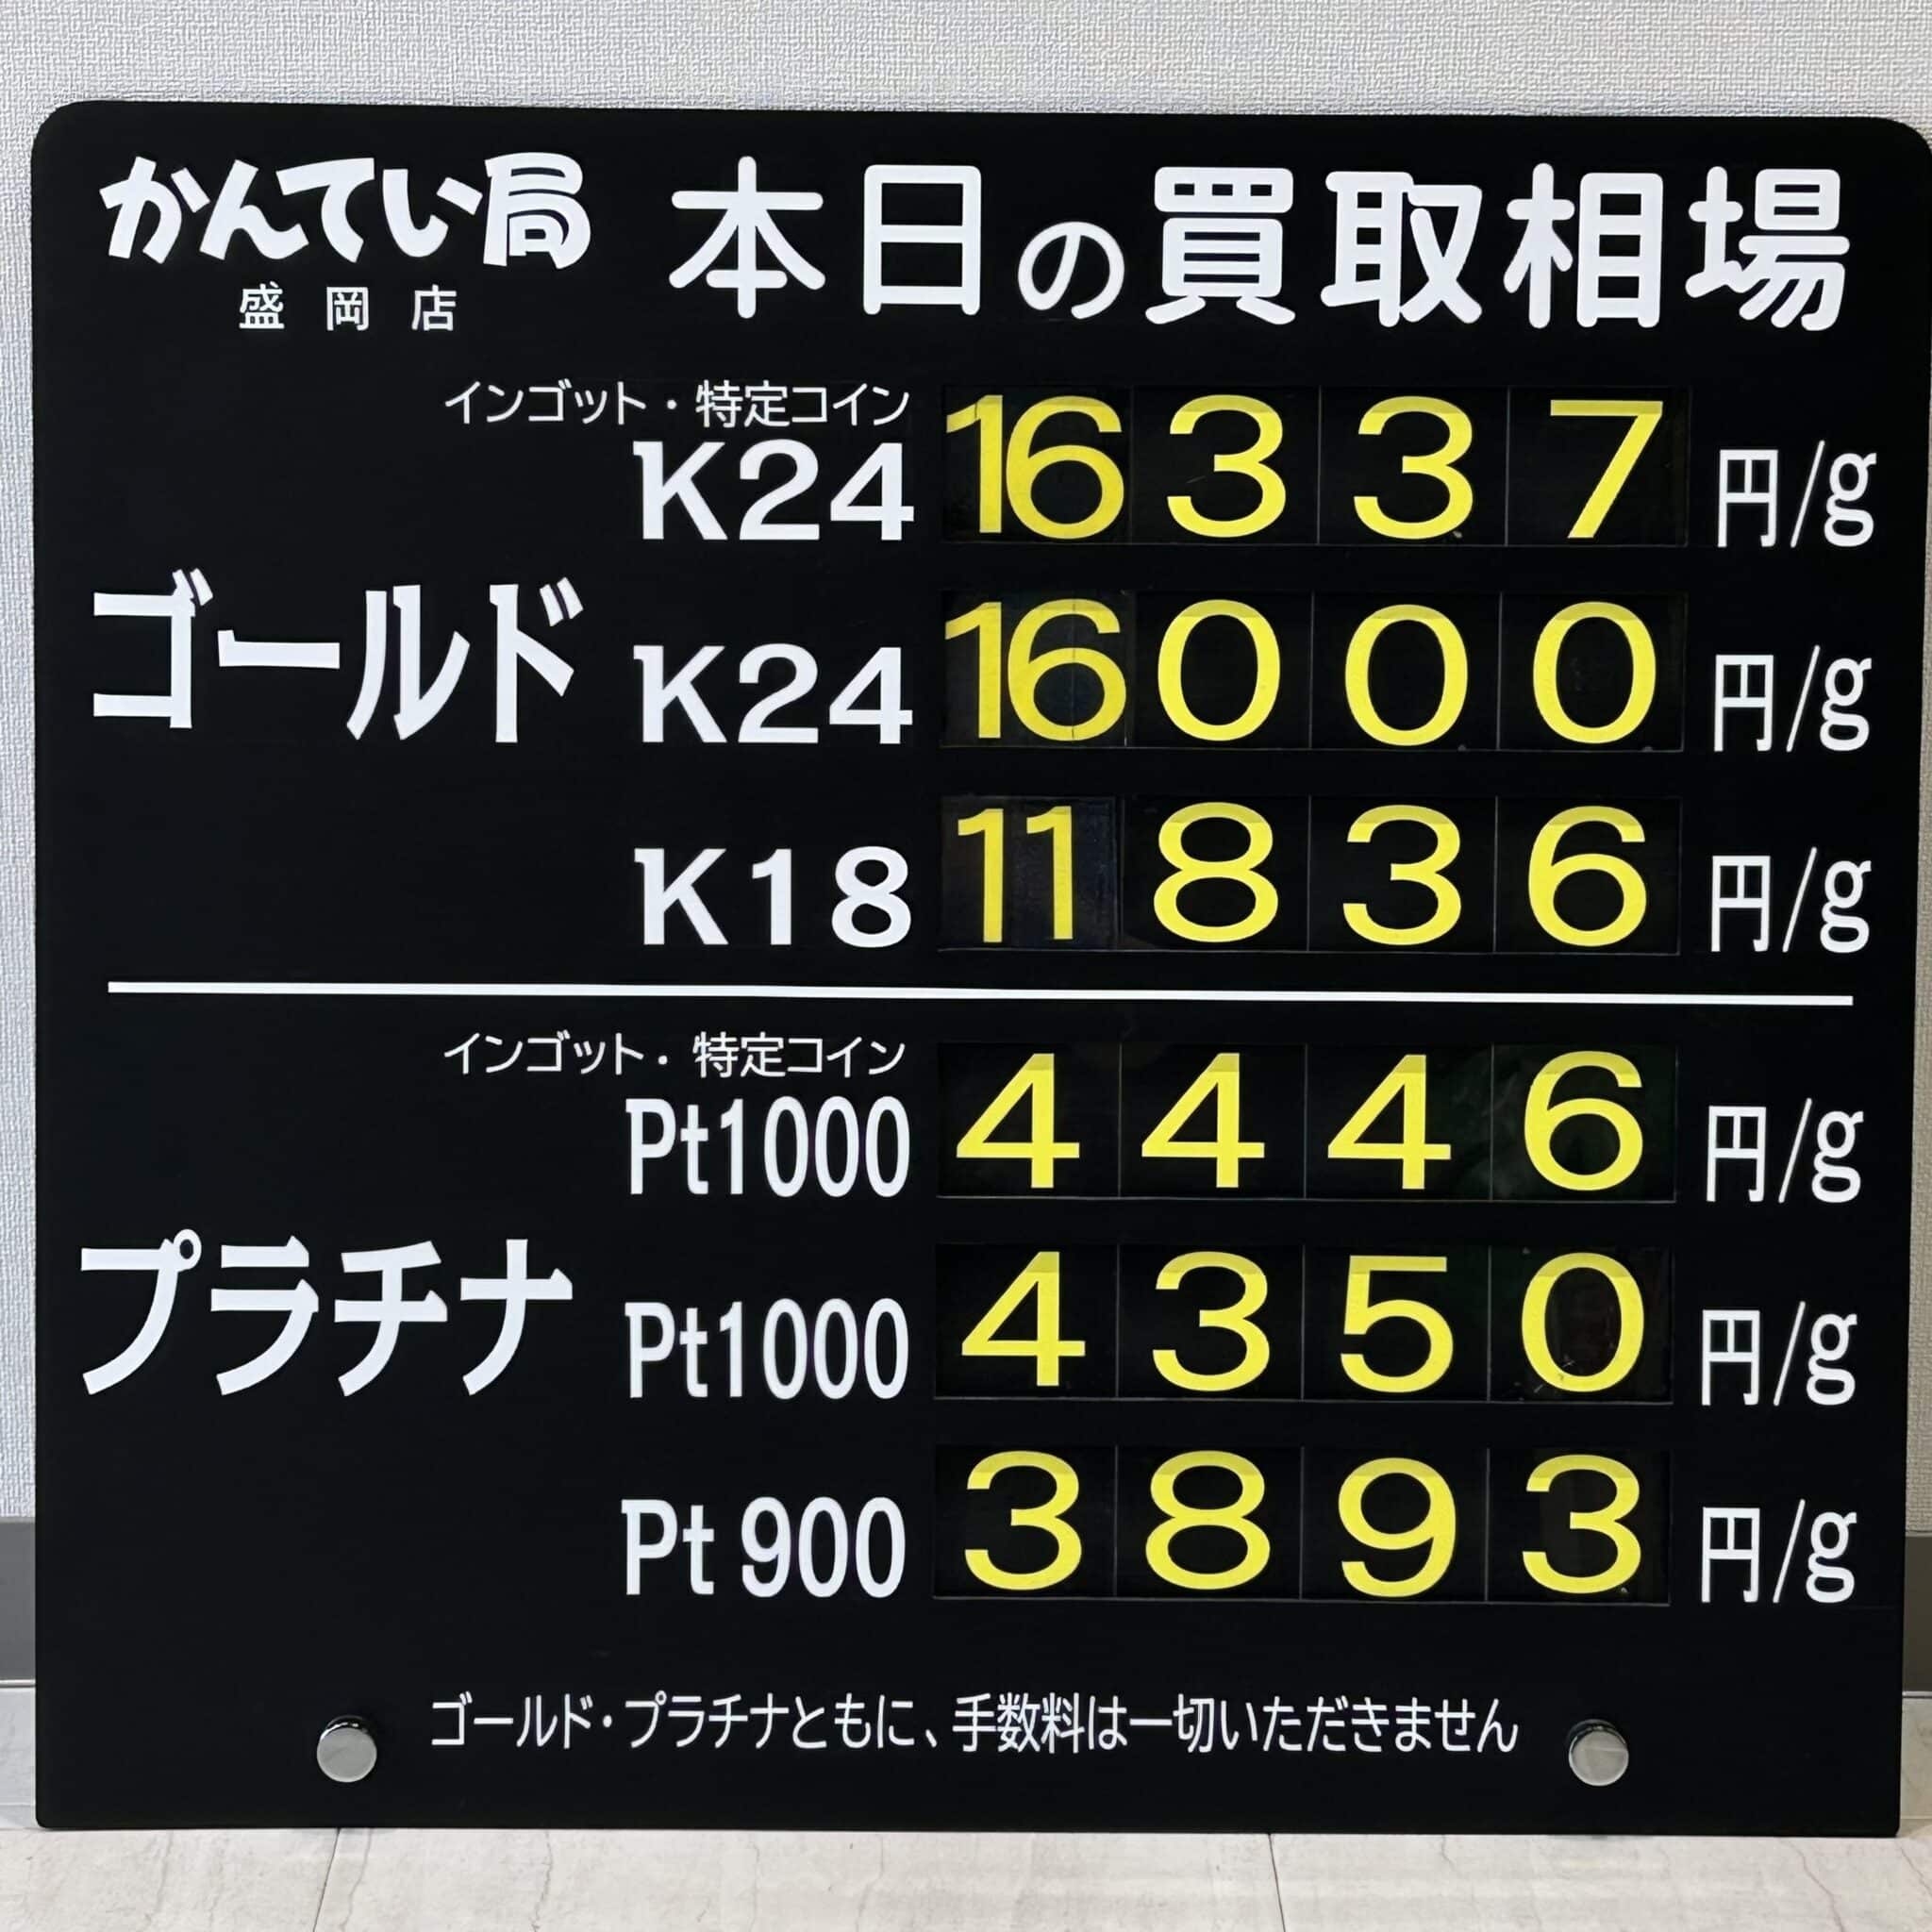 かんてい局 本日の買取相場
盛岡店
インゴット・特定コイン
K24 16337 円/g
ゴールド K24 16000 円/g
K18 11836 円/g
インゴット・特定コイン
Pt1000 4446 円/g
プラチナ Pt1000 4350 円/g
Pt 900 3893 円/g
ゴールド・プラチナともに、手数料は一切いただきません